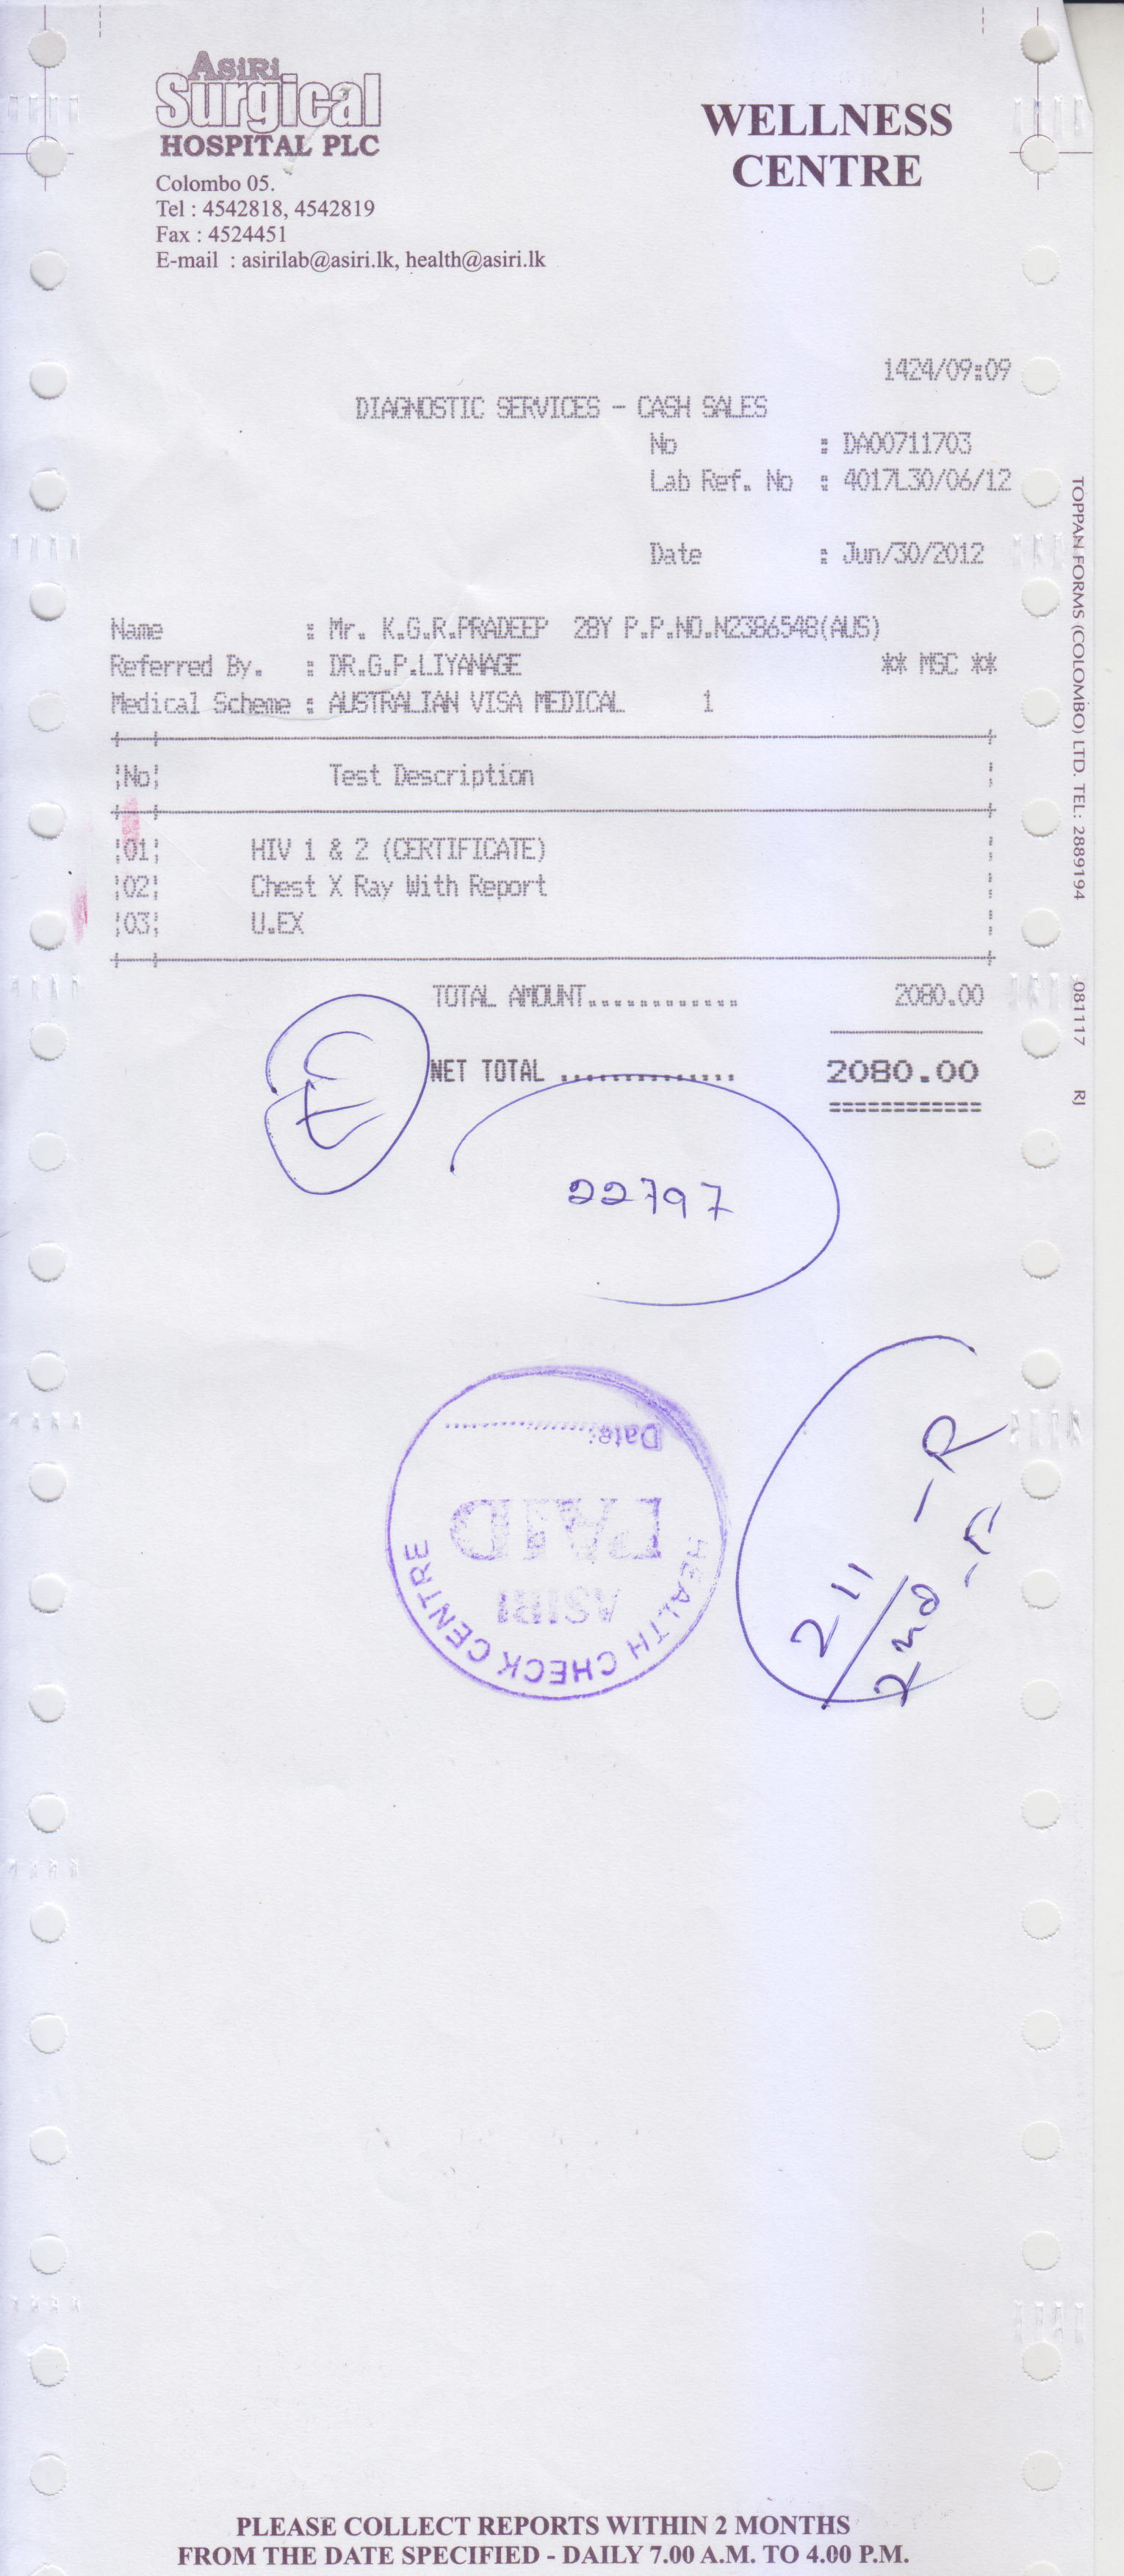 ASIRI
Surgical
HOSPITAL PLC
WELLNESS
CENTRE
Colombo 05.
Tel : 4542818, 4542819
Fax : 4524451
E-mail : asirilab@asiri.lk, health@asiri.lk
1424/09:09
DIAGNOSTIC SERVICES - CASH SALES
No : DA00711703
Lab Ref. No : 4017L30/06/12
Date : Jun/30/2012
Name : Mr. K.G.R.PRADEEP 28Y P.P.NO.N2386548(AUS)
Referred By. : DR.G.P.LIYANAGE ** MSC **
Medical Scheme : AUSTRALIAN VISA MEDICAL 1
No Test Description
01 HIV 1 & 2 (CERTIFICATE)
02 Chest X Ray With Report
03 U.EX
TOTAL AMOUNT............ 2080.00
NET TOTAL .............. 2080.00
============
22797
Date:....................
PAID
ASIRI
HEALTH CHECK CENTRE
211 - R
2nd -
TOPPAN FORMS (COLOMBO) LTD. TEL: 2889194 081117 RJ
PLEASE COLLECT REPORTS WITHIN 2 MONTHS
FROM THE DATE SPECIFIED - DAILY 7.00 A.M. TO 4.00 P.M.